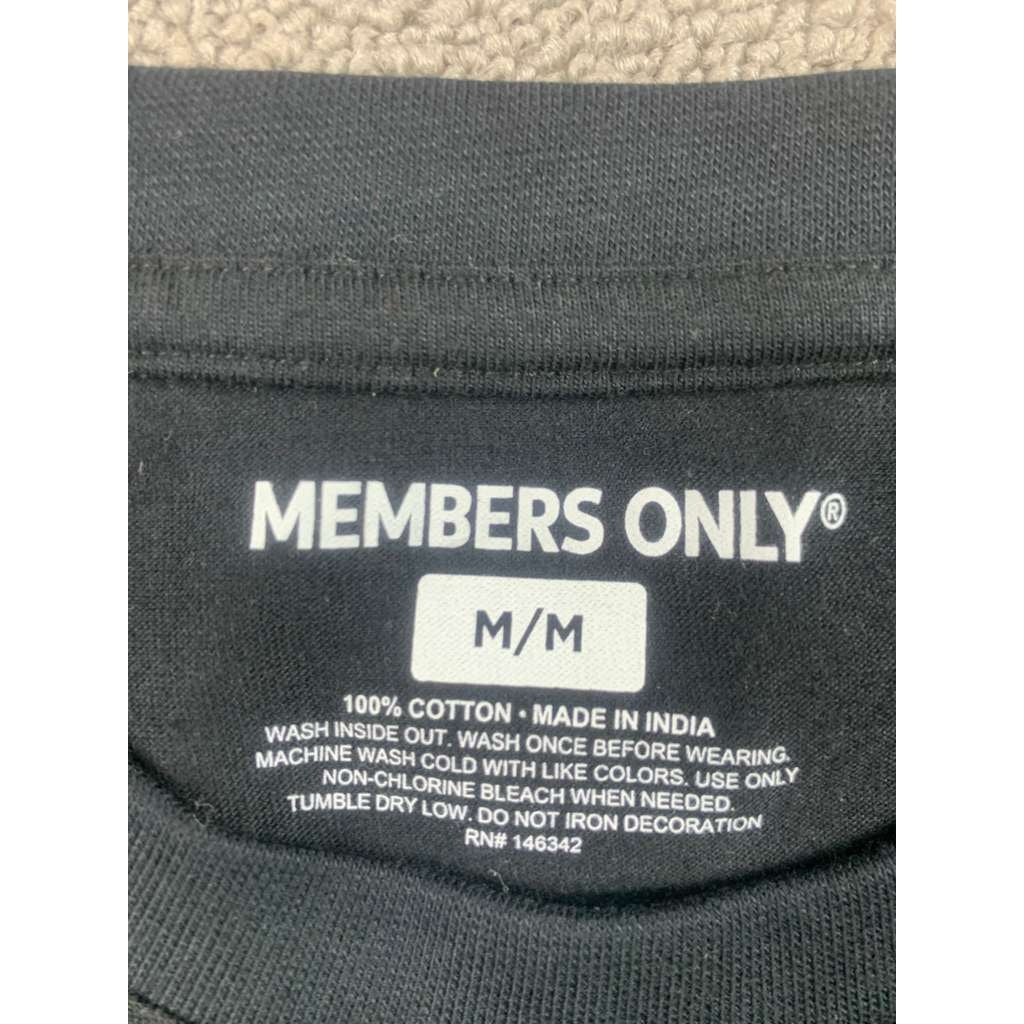 MEMBERS ONLY®
M/M
100% COTTON • MADE IN INDIA
WASH INSIDE OUT. WASH ONCE BEFORE WEARING.
MACHINE WASH COLD WITH LIKE COLORS. USE ONLY
NON-CHLORINE BLEACH WHEN NEEDED.
TUMBLE DRY LOW. DO NOT IRON DECORATION
RN# 146342